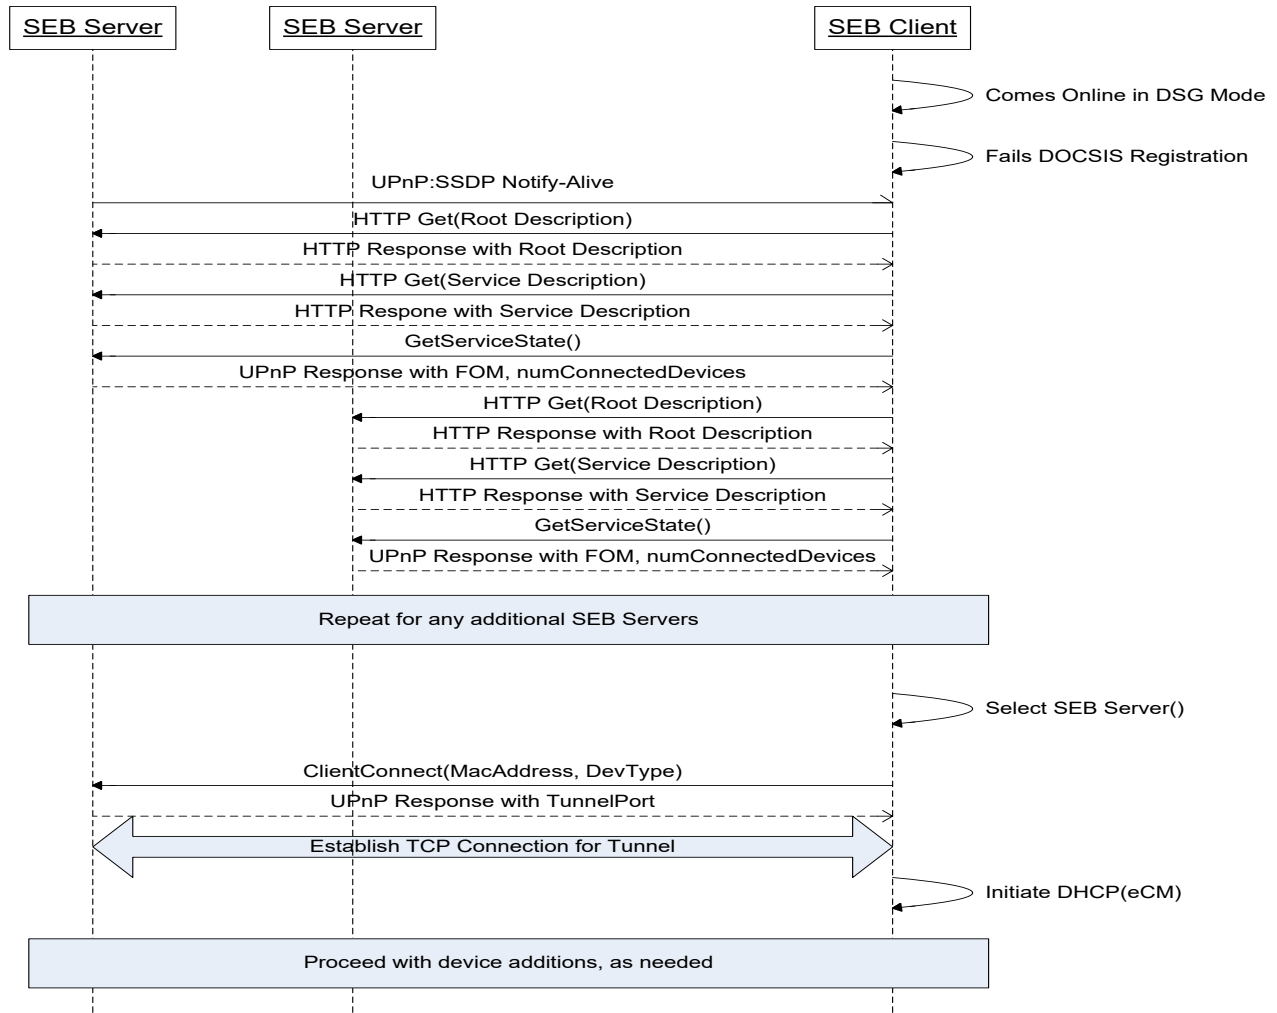 SEB Server
SEB Server
SEB Client
Comes Online in DSG Mode
Fails DOCSIS Registration
UPnP:SSDP Notify-Alive
HTTP Get(Root Description)
HTTP Response with Root Description
HTTP Get(Service Description)
HTTP Respone with Service Description
GetServiceState()
UPnP Response with FOM, numConnectedDevices
HTTP Get(Root Description)
HTTP Response with Root Description
HTTP Get(Service Description)
HTTP Response with Service Description
GetServiceState()
UPnP Response with FOM, numConnectedDevices
Repeat for any additional SEB Servers
Select SEB Server()
ClientConnect(MacAddress, DevType)
UPnP Response with TunnelPort
Establish TCP Connection for Tunnel
Initiate DHCP(eCM)
Proceed with device additions, as needed